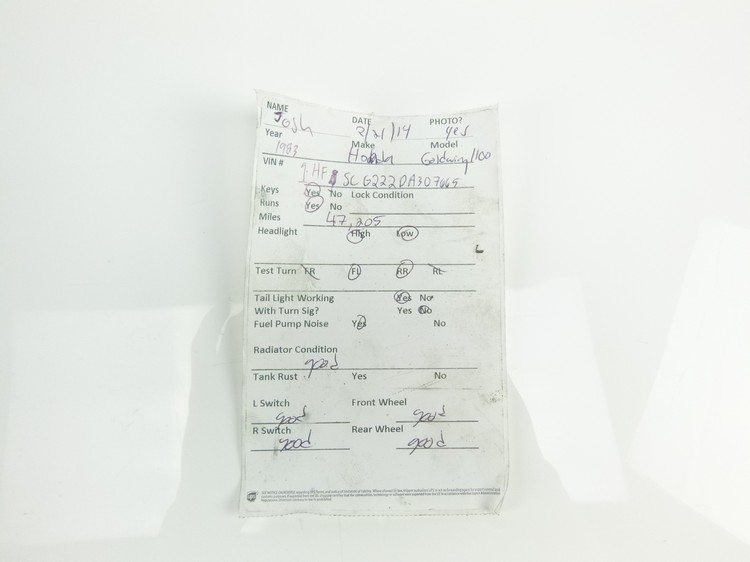 NAME DATE PHOTO?
Josh 2/21/14 yes
Year Make Model
1983 Honda Goldwing 1100
VIN #
1HF SC G222DA307665
Keys Yes No Lock Condition
Runs Yes No
Miles 47,205
Headlight High Low
L
Test Turn FR FL RR RL
Tail Light Working Yes No
With Turn Sig? Yes No
Fuel Pump Noise Yes No
Radiator Condition
good
Tank Rust Yes No
L Switch Front Wheel
good good
R Switch Rear Wheel
good good